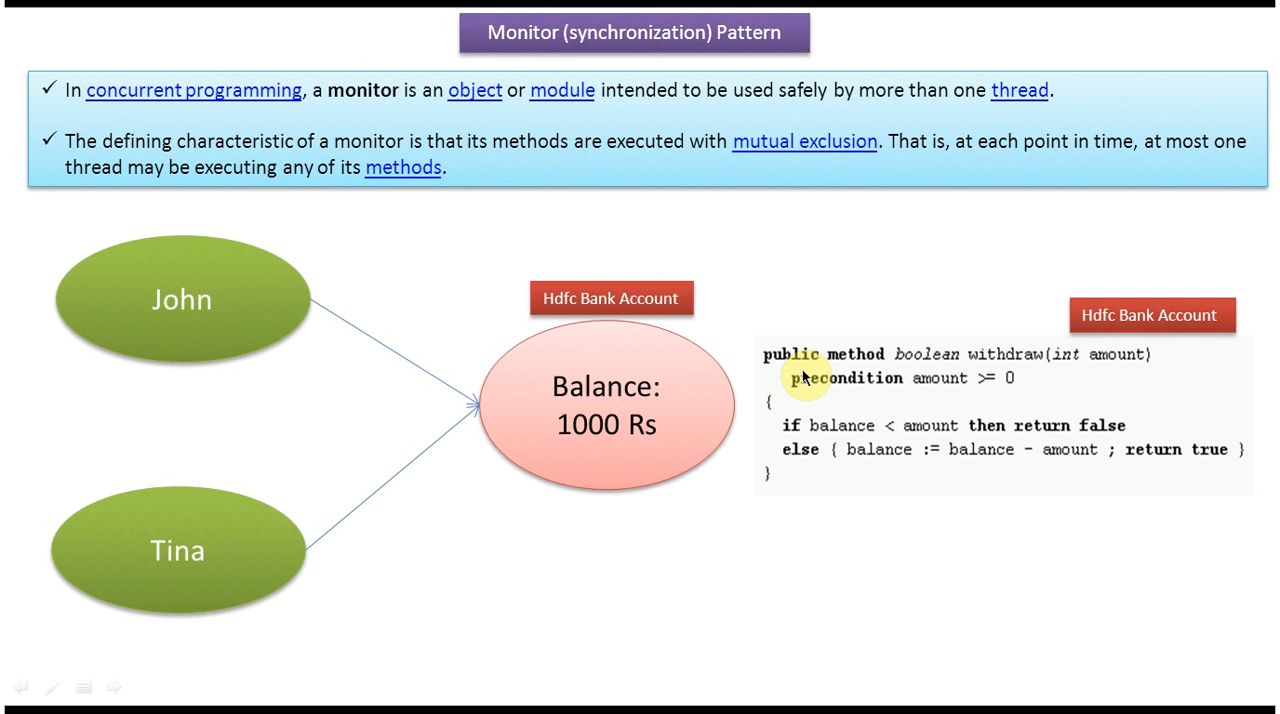 Monitor (synchronization) Pattern
✓ In concurrent programming, a monitor is an object or module intended to be used safely by more than one thread.
✓ The defining characteristic of a monitor is that its methods are executed with mutual exclusion. That is, at each point in time, at most one
thread may be executing any of its methods.
John
Tina
Hdfc Bank Account
Balance:
1000 Rs
Hdfc Bank Account
public method boolean withdraw(int amount)
precondition amount >= 0
{
if balance < amount then return false
else { balance := balance - amount ; return true }
}